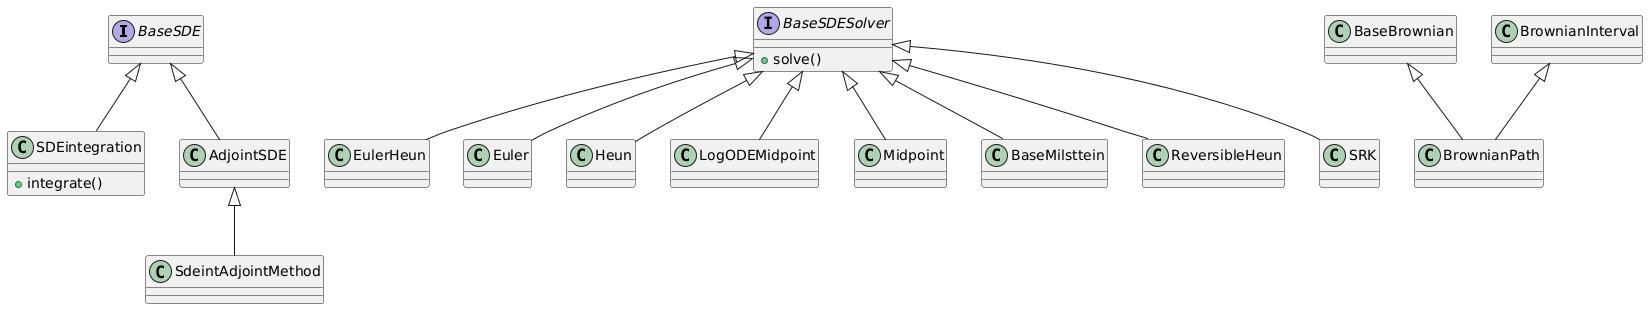 I BaseSDE
I BaseSDESolver
+ solve()
C BaseBrownian
C BrownianInterval
C SDEintegration
+ integrate()
C AdjointSDE
C EulerHeun
C Euler
C Heun
C LogODEMidpoint
C Midpoint
C BaseMilsttein
C ReversibleHeun
C SRK
C BrownianPath
C SdeintAdjointMethod